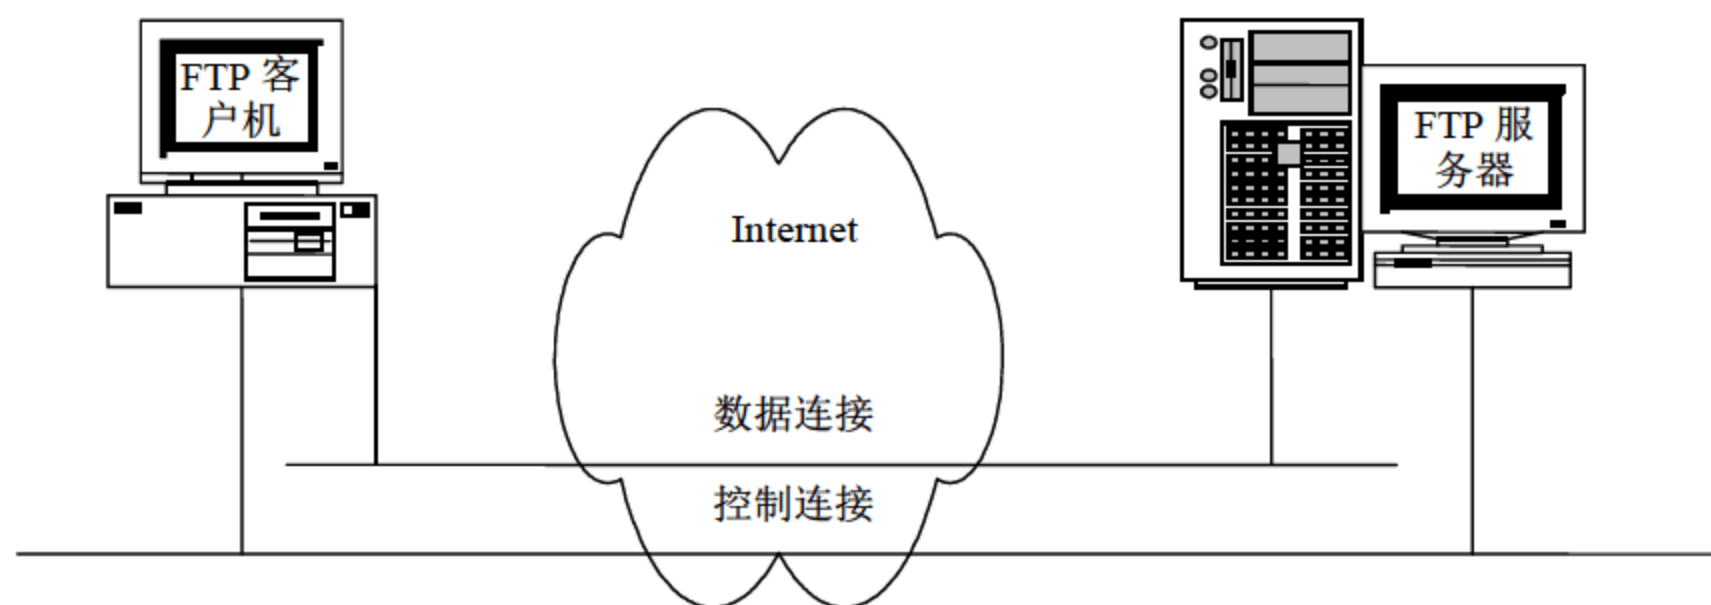 FTP 客
户机
FTP 服
务器
Internet
数据连接
控制连接